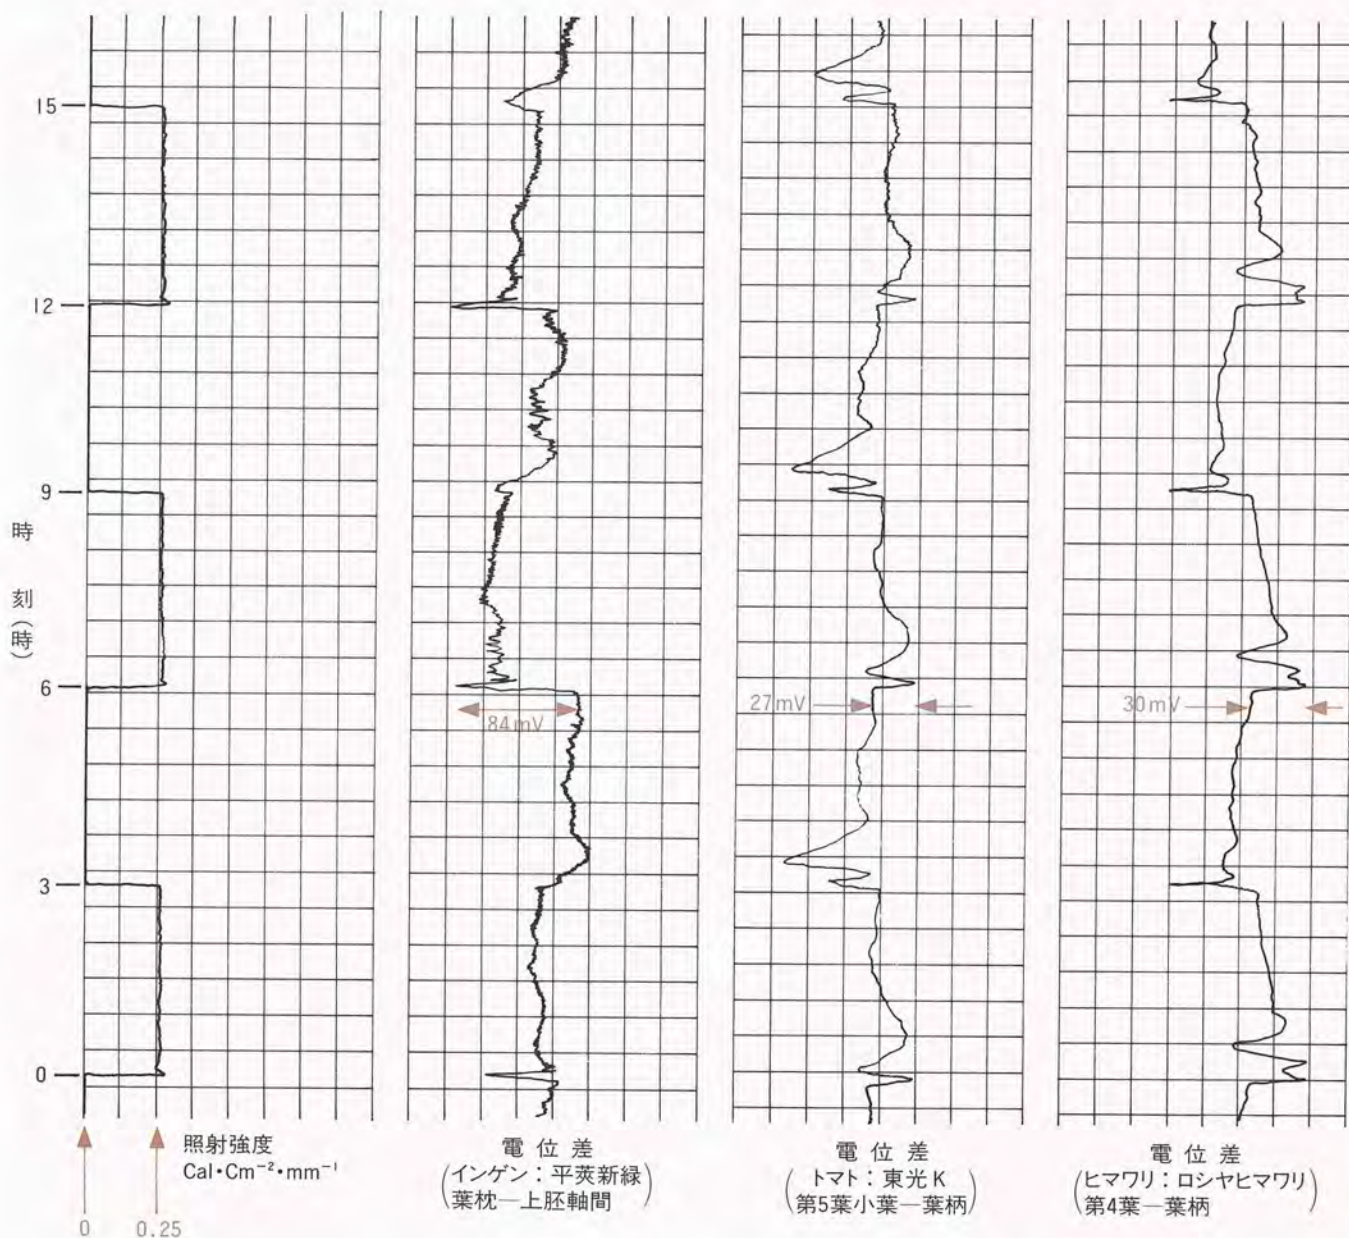 15
12
9
時
刻
(時)
6
84mV
27mV
30mV
3
0
照射強度
Cal・Cm⁻²・mm⁻¹
0
0.25
電位差
(インゲン:平莢新緑
葉枕—上胚軸間)
電位差
(トマト:東光K
第5葉小葉—葉柄)
電位差
(ヒマワリ:ロシヤヒマワリ
第4葉—葉柄)